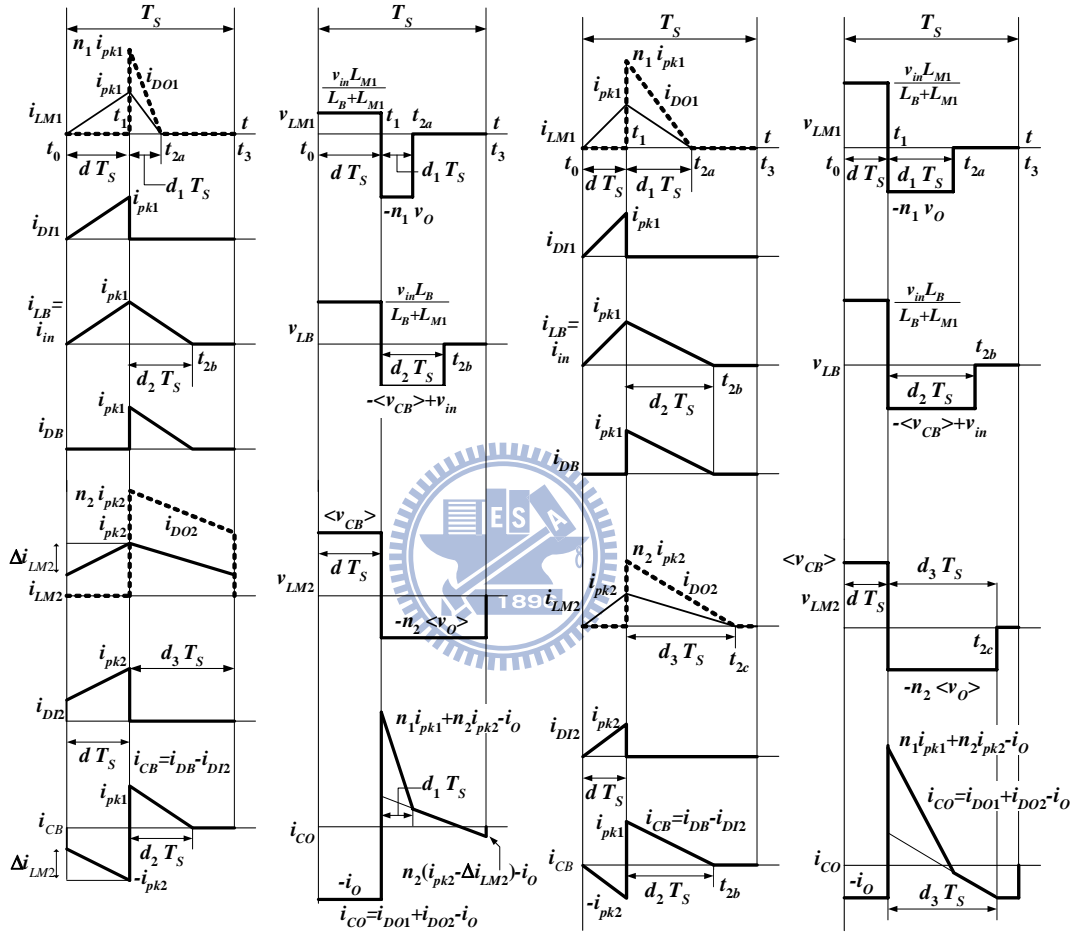 T_S
n_1 i_pk1
i_pk1
i_DO1
i_LM1
t_1
t
t_0
d T_S
t_2a
t_3
d_1 T_S
i_pk1
i_DI1
i_pk1
i_LB=
i_in
t_2b
d_2 T_S
i_pk1
i_DB
n_2 i_pk2
i_pk2
i_DO2
Δi_LM2
i_LM2
i_pk2
d_3 T_S
i_DI2
d T_S
i_CB=i_DB-i_DI2
i_pk1
i_CB
d_2 T_S
Δi_LM2
-i_pk2
T_S
v_in L_M1
L_B+L_M1
v_LM1
t_1
t_2a
t
t_0
t_3
d T_S
d_1 T_S
-n_1 v_O
v_in L_B
L_B+L_M1
v_LB
t_2b
d_2 T_S
-<v_CB>+v_in
<v_CB>
d T_S
v_LM2
-n_2 <v_O>
n_1 i_pk1+n_2 i_pk2-i_O
d_1 T_S
i_CO
n_2(i_pk2-Δi_LM2)-i_O
-i_O
i_CO=i_DO1+i_DO2-i_O
E S A
1896
T_S
n_1 i_pk1
i_pk1
i_DO1
i_LM1
t_1
t
t_0
t_2a
t_3
d T_S
d_1 T_S
i_pk1
i_DI1
i_pk1
i_LB=
i_in
t_2b
d_2 T_S
i_pk1
i_DB
n_2 i_pk2
i_pk2
i_DO2
i_LM2
d_3 T_S
t_2c
i_pk2
i_DI2
d T_S
i_pk1
i_CB=i_DB-i_DI2
i_CB
-i_pk2
d_2 T_S
t_2b
T_S
v_in L_M1
L_B+L_M1
v_LM1
t_1
t
t_0
t_2a
t_3
d T_S
d_1 T_S
-n_1 v_O
v_in L_B
L_B+L_M1
t_2b
v_LB
d_2 T_S
-<v_CB>+v_in
<v_CB>
d_3 T_S
d T_S
v_LM2
t_2c
-n_2 <v_O>
n_1 i_pk1+n_2 i_pk2-i_O
i_CO=i_DO1+i_DO2-i_O
i_CO
-i_O
d_3 T_S